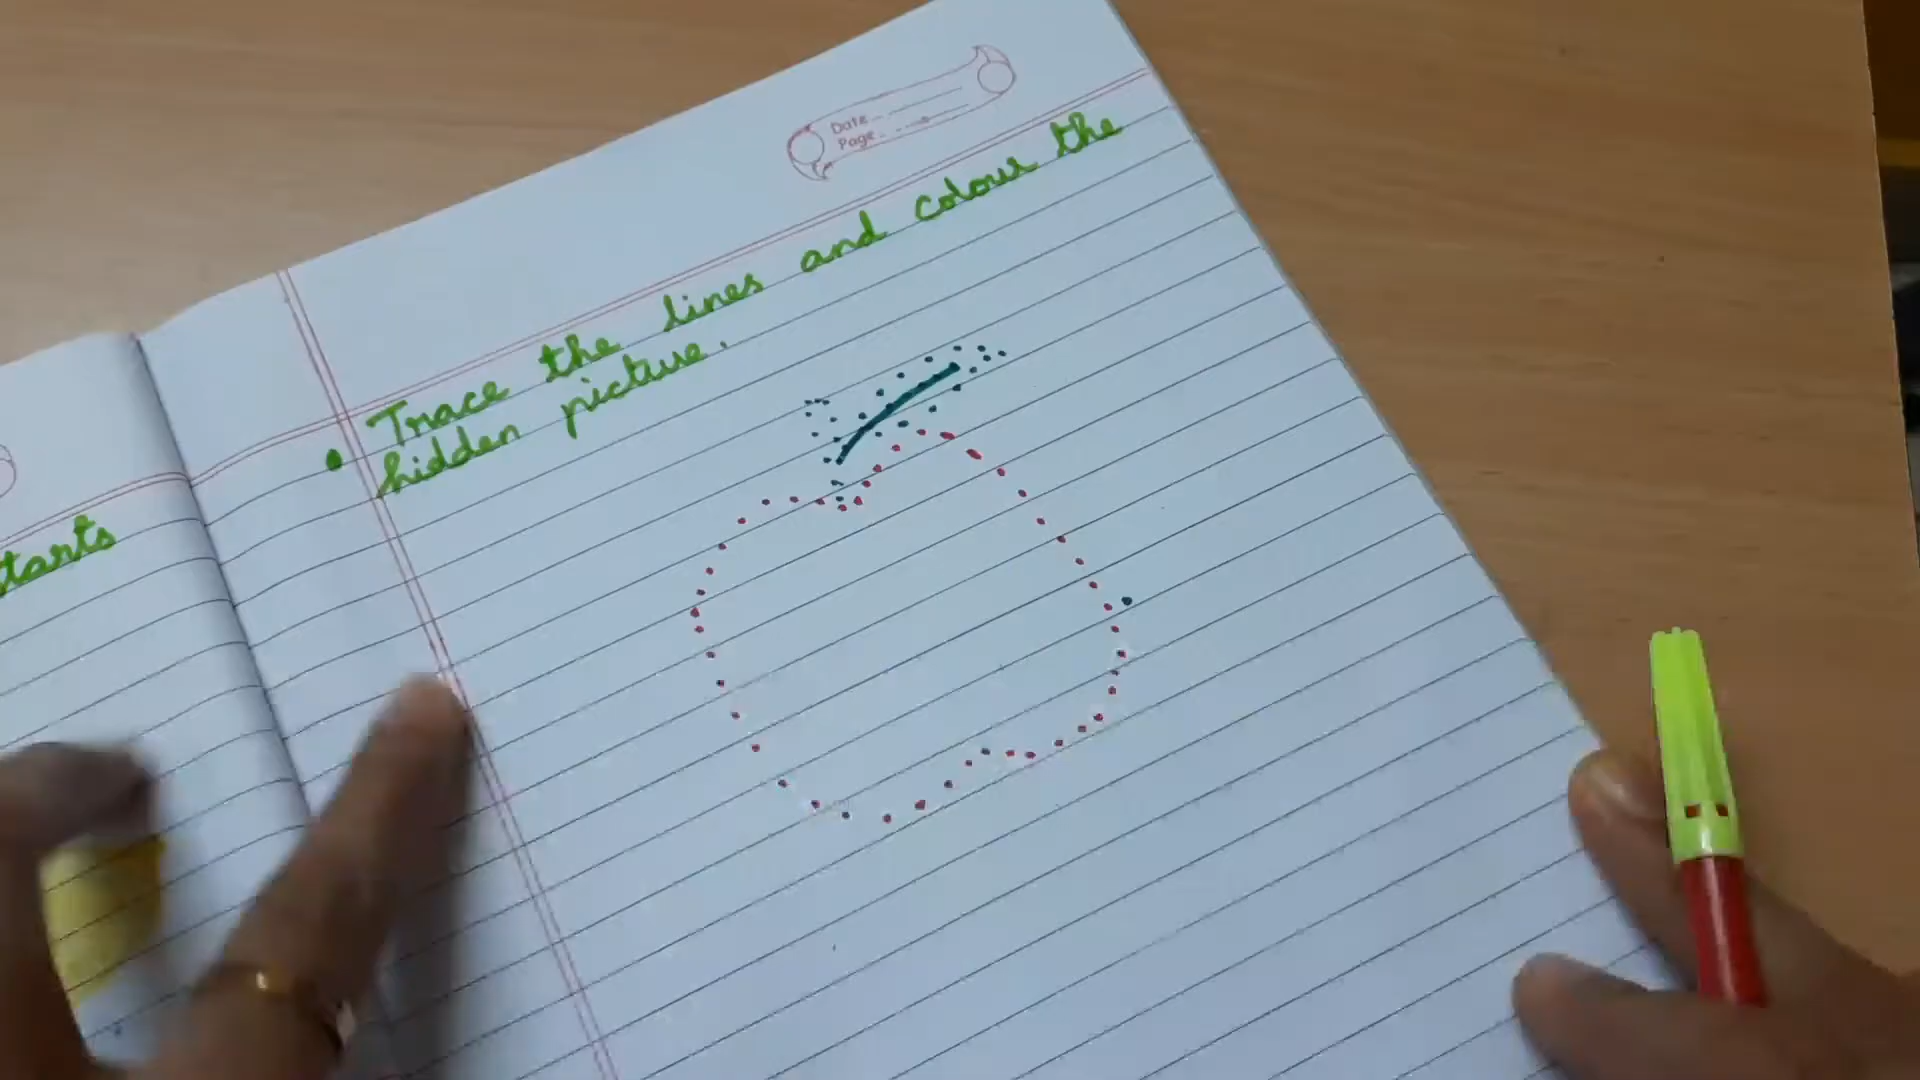 Date
Page
Trace the lines and colour the
hidden picture.
tarts